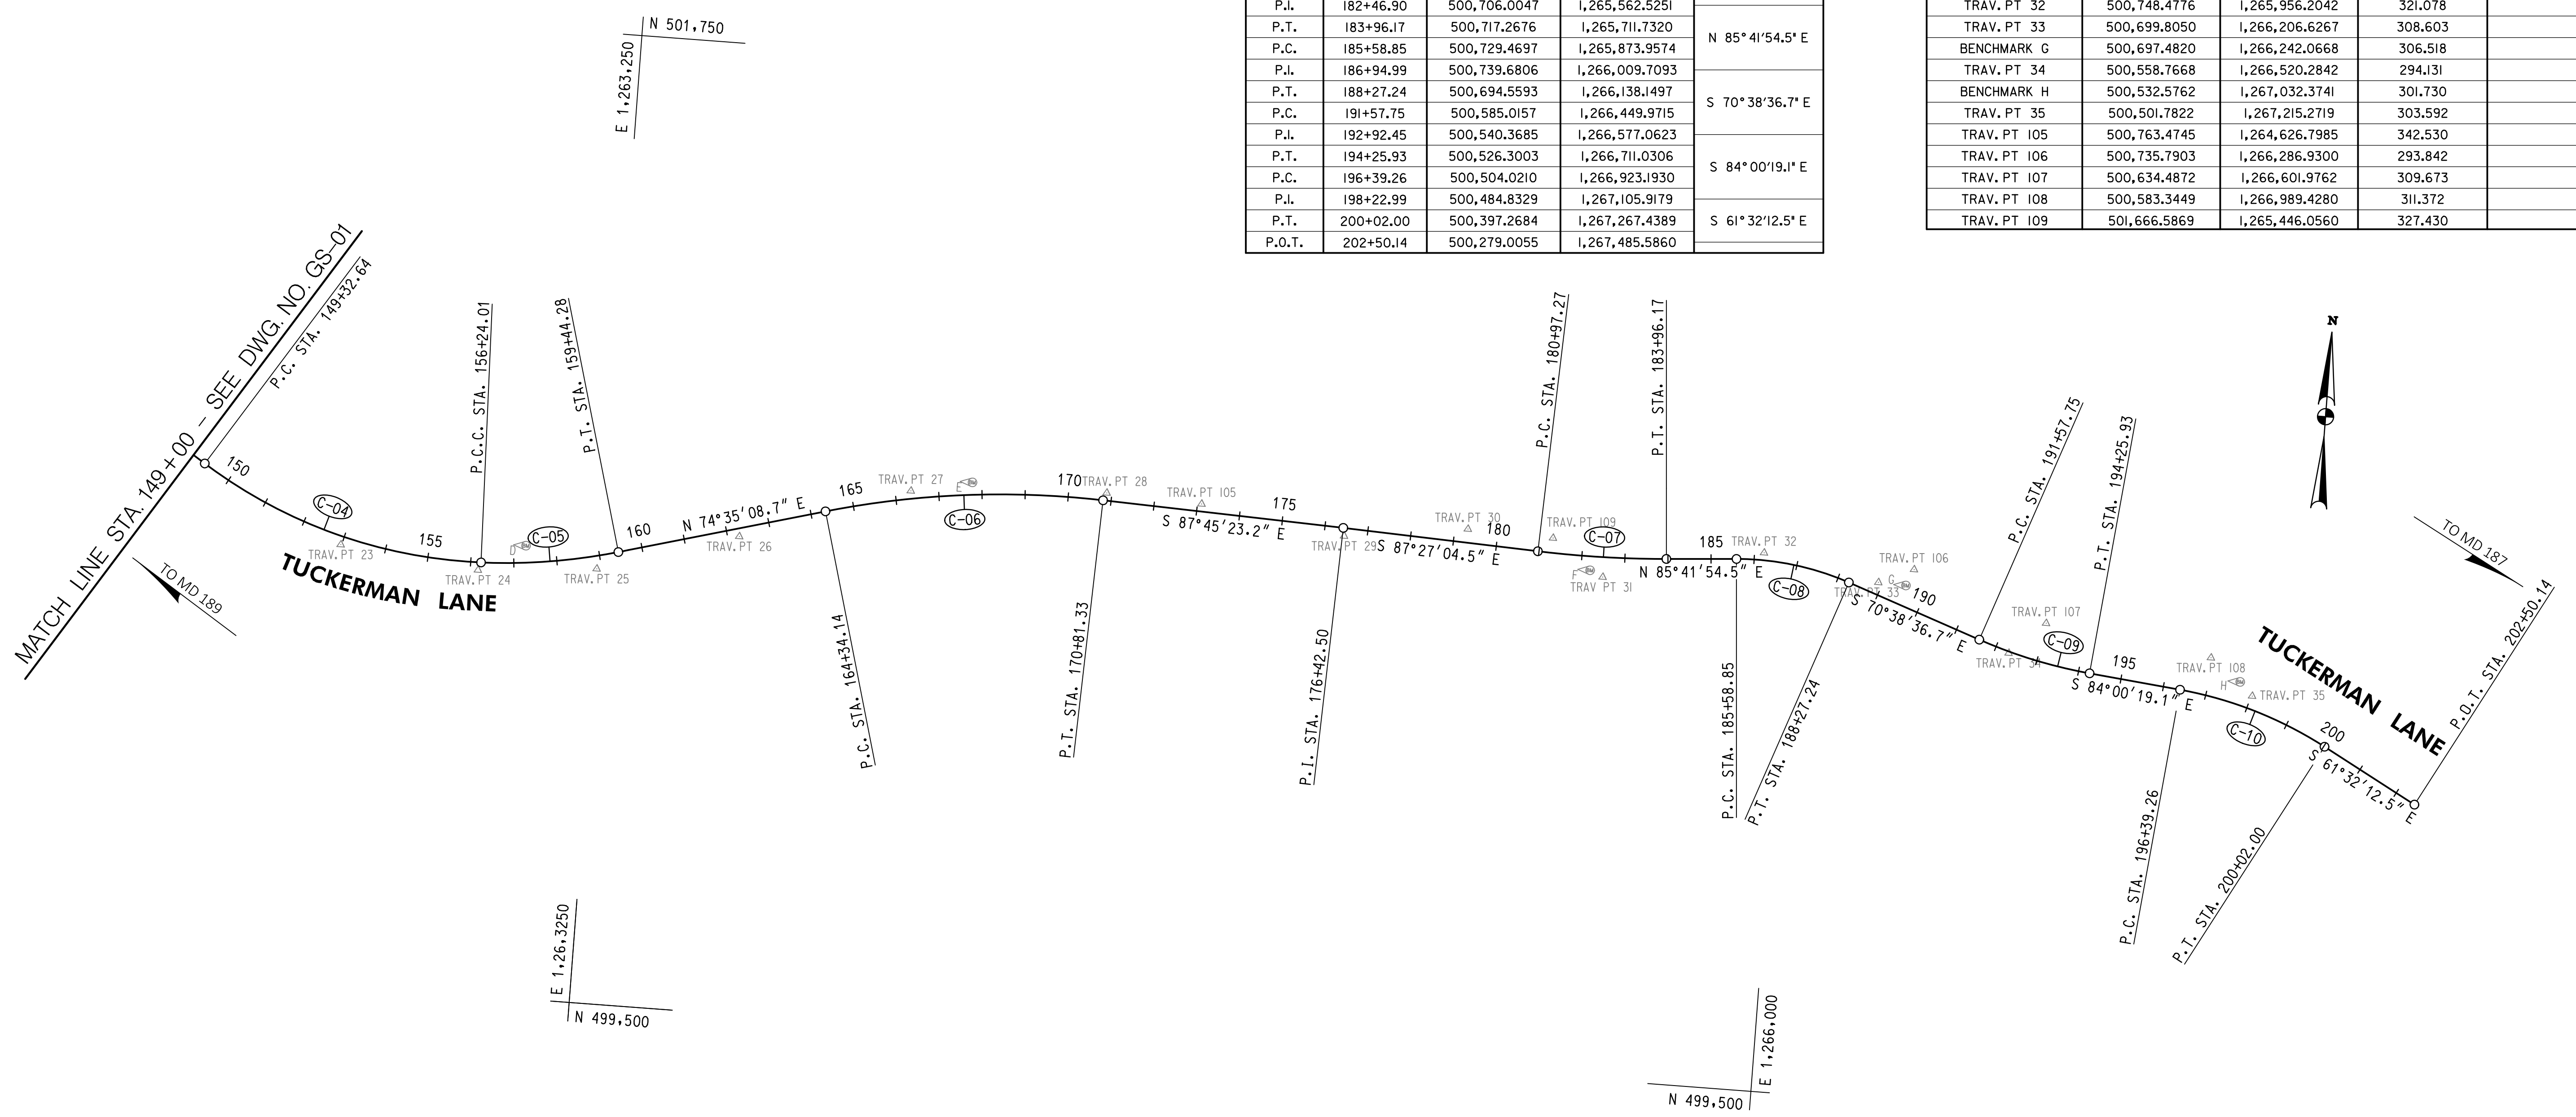 P.I. 182+46.90 500,706.0047 1,265,562.5251
P.T. 183+96.17 500,717.2676 1,265,711.7320
N 85°41'54.5" E
P.C. 185+58.85 500,729.4697 1,265,873.9574
P.I. 186+94.99 500,739.6806 1,266,009.7093
P.T. 188+27.24 500,694.5593 1,266,138.1497
S 70°38'36.7" E
P.C. 191+57.75 500,585.0157 1,266,449.9715
P.I. 192+92.45 500,540.3685 1,266,577.0623
P.T. 194+25.93 500,526.3003 1,266,711.0306
S 84°00'19.1" E
P.C. 196+39.26 500,504.0210 1,266,923.1930
P.I. 198+22.99 500,484.8329 1,267,105.9179
P.T. 200+02.00 500,397.2684 1,267,267.4389
S 61°32'12.5" E
P.O.T. 202+50.14 500,279.0055 1,267,485.5860
TRAV. PT 32 500,748.4776 1,265,956.2042 321.078
TRAV. PT 33 500,699.8050 1,266,206.6267 308.603
BENCHMARK G 500,697.4820 1,266,242.0668 306.518
TRAV. PT 34 500,558.7668 1,266,520.2842 294.131
BENCHMARK H 500,532.5762 1,267,032.3741 301.730
TRAV. PT 35 500,501.7822 1,267,215.2719 303.592
TRAV. PT 105 500,763.4745 1,264,626.7985 342.530
TRAV. PT 106 500,735.7903 1,266,286.9300 293.842
TRAV. PT 107 500,634.4872 1,266,601.9762 309.673
TRAV. PT 108 500,583.3449 1,266,989.4280 311.372
TRAV. PT 109 501,666.5869 1,265,446.0560 327.430
N 501,750
E 1,263,250
MATCH LINE STA. 149+00 - SEE DWG. NO. GS-01
P.C. STA. 149+32.64
P.C.C. STA. 156+24.01
P.T. STA. 159+44.28
P.C. STA. 180+97.27
P.T. STA. 183+96.17
P.C. STA. 191+57.75
P.T. STA. 194+25.93
N
150
C-04
TRAV. PT 23
155
TRAV. PT 24
D
BM
C-05
TRAV. PT 25
160
N 74°35'08.7" E
TRAV. PT 26
165
TRAV. PT 27
E
BM
C-06
170
TRAV. PT 28
TRAV. PT 105
S 87°45'23.2" E
175
TRAV. PT 29
S 87°27'04.5" E
TRAV. PT 30
180
TRAV. PT 109
C-07
F
BM
TRAV PT 31
N 85°41'54.5" E
185
TRAV. PT 32
C-08
TRAV. PT 33
G
BM
TRAV. PT 106
190
S 70°38'36.7" E
TRAV. PT 34
TRAV. PT 107
C-09
195
S 84°00'19.1" E
TRAV. PT 108
H
BM
TRAV. PT 35
C-10
200
S 61°32'12.5" E
TO MD 189
TUCKERMAN LANE
TO MD 187
TUCKERMAN LANE
P.O.T. STA. 202+50.14
P.C. STA. 164+34.14
P.T. STA. 170+81.33
P.I. STA. 176+42.50
P.C. STA. 185+58.85
P.T. STA. 188+27.24
P.C. STA. 196+39.26
P.T. STA. 200+02.00
E 1,26,3250
N 499,500
E 1,266,000
N 499,500